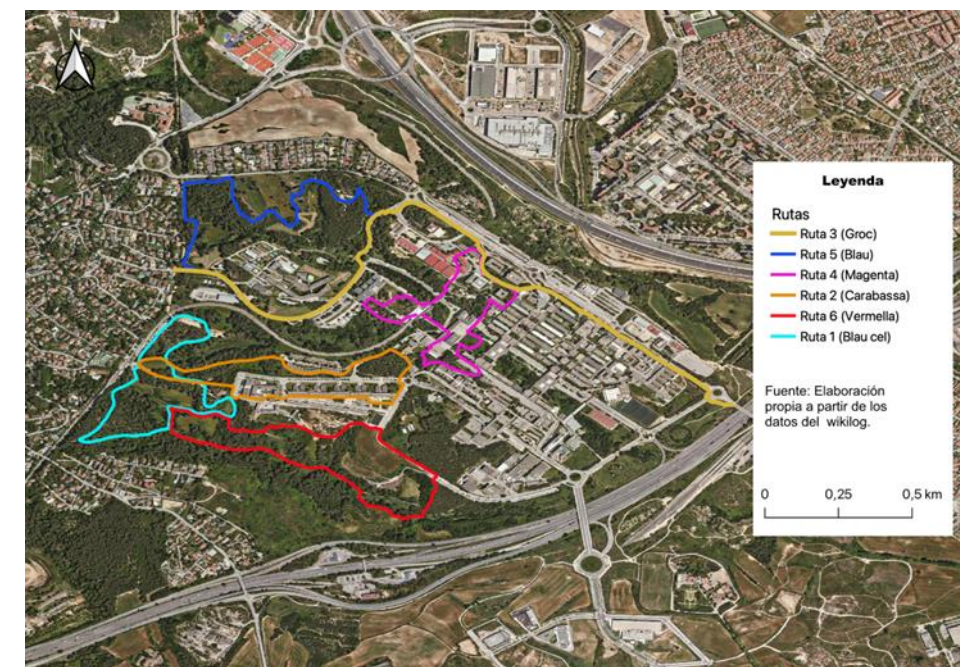 N
Leyenda
Rutas
Ruta 3 (Groc)
Ruta 5 (Blau)
Ruta 4 (Magenta)
Ruta 2 (Carabassa)
Ruta 6 (Vermella)
Ruta 1 (Blau cel)
Fuente: Elaboración
propia a partir de los
datos del wikilog.
0 0,25 0,5 km